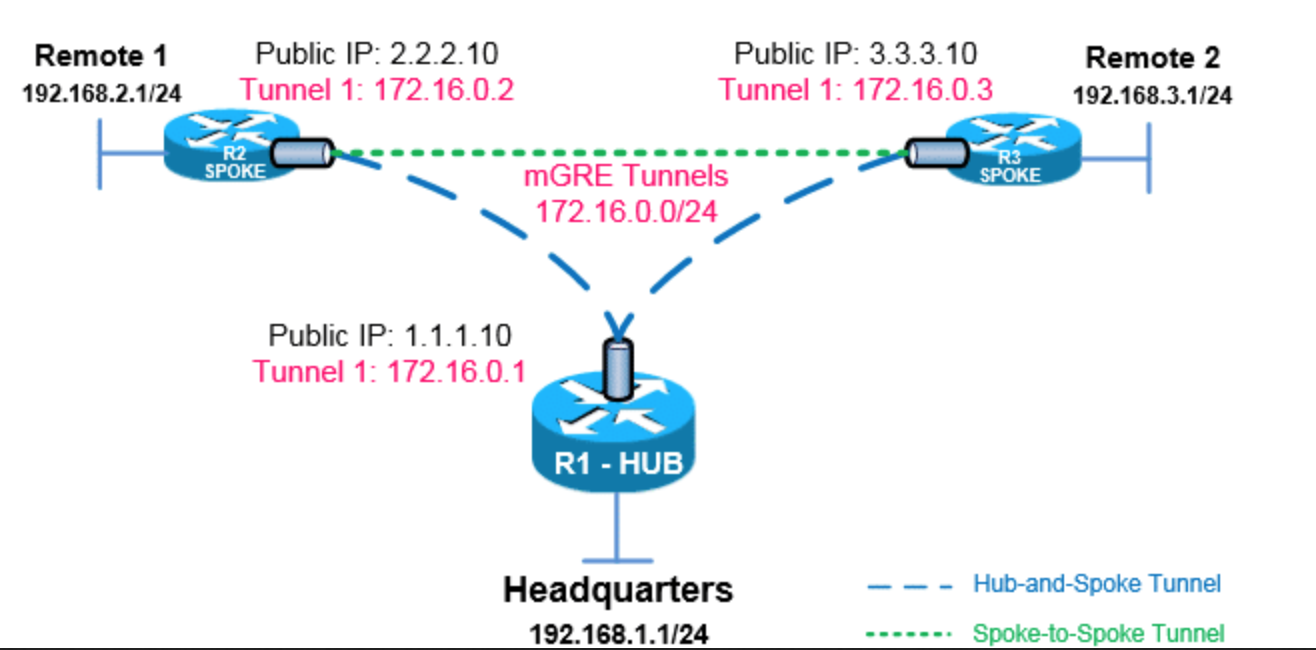 Remote 1
192.168.2.1/24
Public IP: 2.2.2.10
Tunnel 1: 172.16.0.2
Public IP: 3.3.3.10
Tunnel 1: 172.16.0.3
Remote 2
192.168.3.1/24
R2
SPOKE
R3
SPOKE
mGRE Tunnels
172.16.0.0/24
Public IP: 1.1.1.10
Tunnel 1: 172.16.0.1
R1 - HUB
Headquarters
192.168.1.1/24
Hub-and-Spoke Tunnel
Spoke-to-Spoke Tunnel